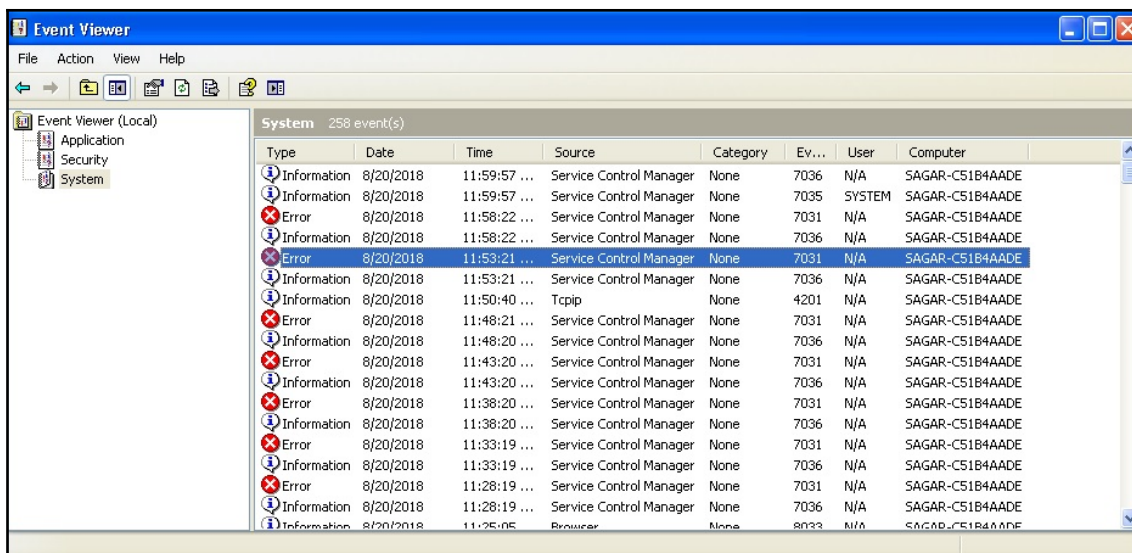 Event Viewer
File Action View Help
Event Viewer (Local)
Application
Security
System
System 258 event(s)
Type Date Time Source Category Ev... User Computer
Information 8/20/2018 11:59:57 ... Service Control Manager None 7036 N/A SAGAR-C51B4AADE
Information 8/20/2018 11:59:57 ... Service Control Manager None 7035 SYSTEM SAGAR-C51B4AADE
Error 8/20/2018 11:58:22 ... Service Control Manager None 7031 N/A SAGAR-C51B4AADE
Information 8/20/2018 11:58:22 ... Service Control Manager None 7036 N/A SAGAR-C51B4AADE
Error 8/20/2018 11:53:21 ... Service Control Manager None 7031 N/A SAGAR-C51B4AADE
Information 8/20/2018 11:53:21 ... Service Control Manager None 7036 N/A SAGAR-C51B4AADE
Information 8/20/2018 11:50:40 ... Tcpip None 4201 N/A SAGAR-C51B4AADE
Error 8/20/2018 11:48:21 ... Service Control Manager None 7031 N/A SAGAR-C51B4AADE
Information 8/20/2018 11:48:20 ... Service Control Manager None 7036 N/A SAGAR-C51B4AADE
Error 8/20/2018 11:43:20 ... Service Control Manager None 7031 N/A SAGAR-C51B4AADE
Information 8/20/2018 11:43:20 ... Service Control Manager None 7036 N/A SAGAR-C51B4AADE
Error 8/20/2018 11:38:20 ... Service Control Manager None 7031 N/A SAGAR-C51B4AADE
Information 8/20/2018 11:38:20 ... Service Control Manager None 7036 N/A SAGAR-C51B4AADE
Error 8/20/2018 11:33:19 ... Service Control Manager None 7031 N/A SAGAR-C51B4AADE
Information 8/20/2018 11:33:19 ... Service Control Manager None 7036 N/A SAGAR-C51B4AADE
Error 8/20/2018 11:28:19 ... Service Control Manager None 7031 N/A SAGAR-C51B4AADE
Information 8/20/2018 11:28:19 ... Service Control Manager None 7036 N/A SAGAR-C51B4AADE
Information 8/20/2018 11:25:05 ... Browser None 8033 N/A SAGAR-C51B4AADE